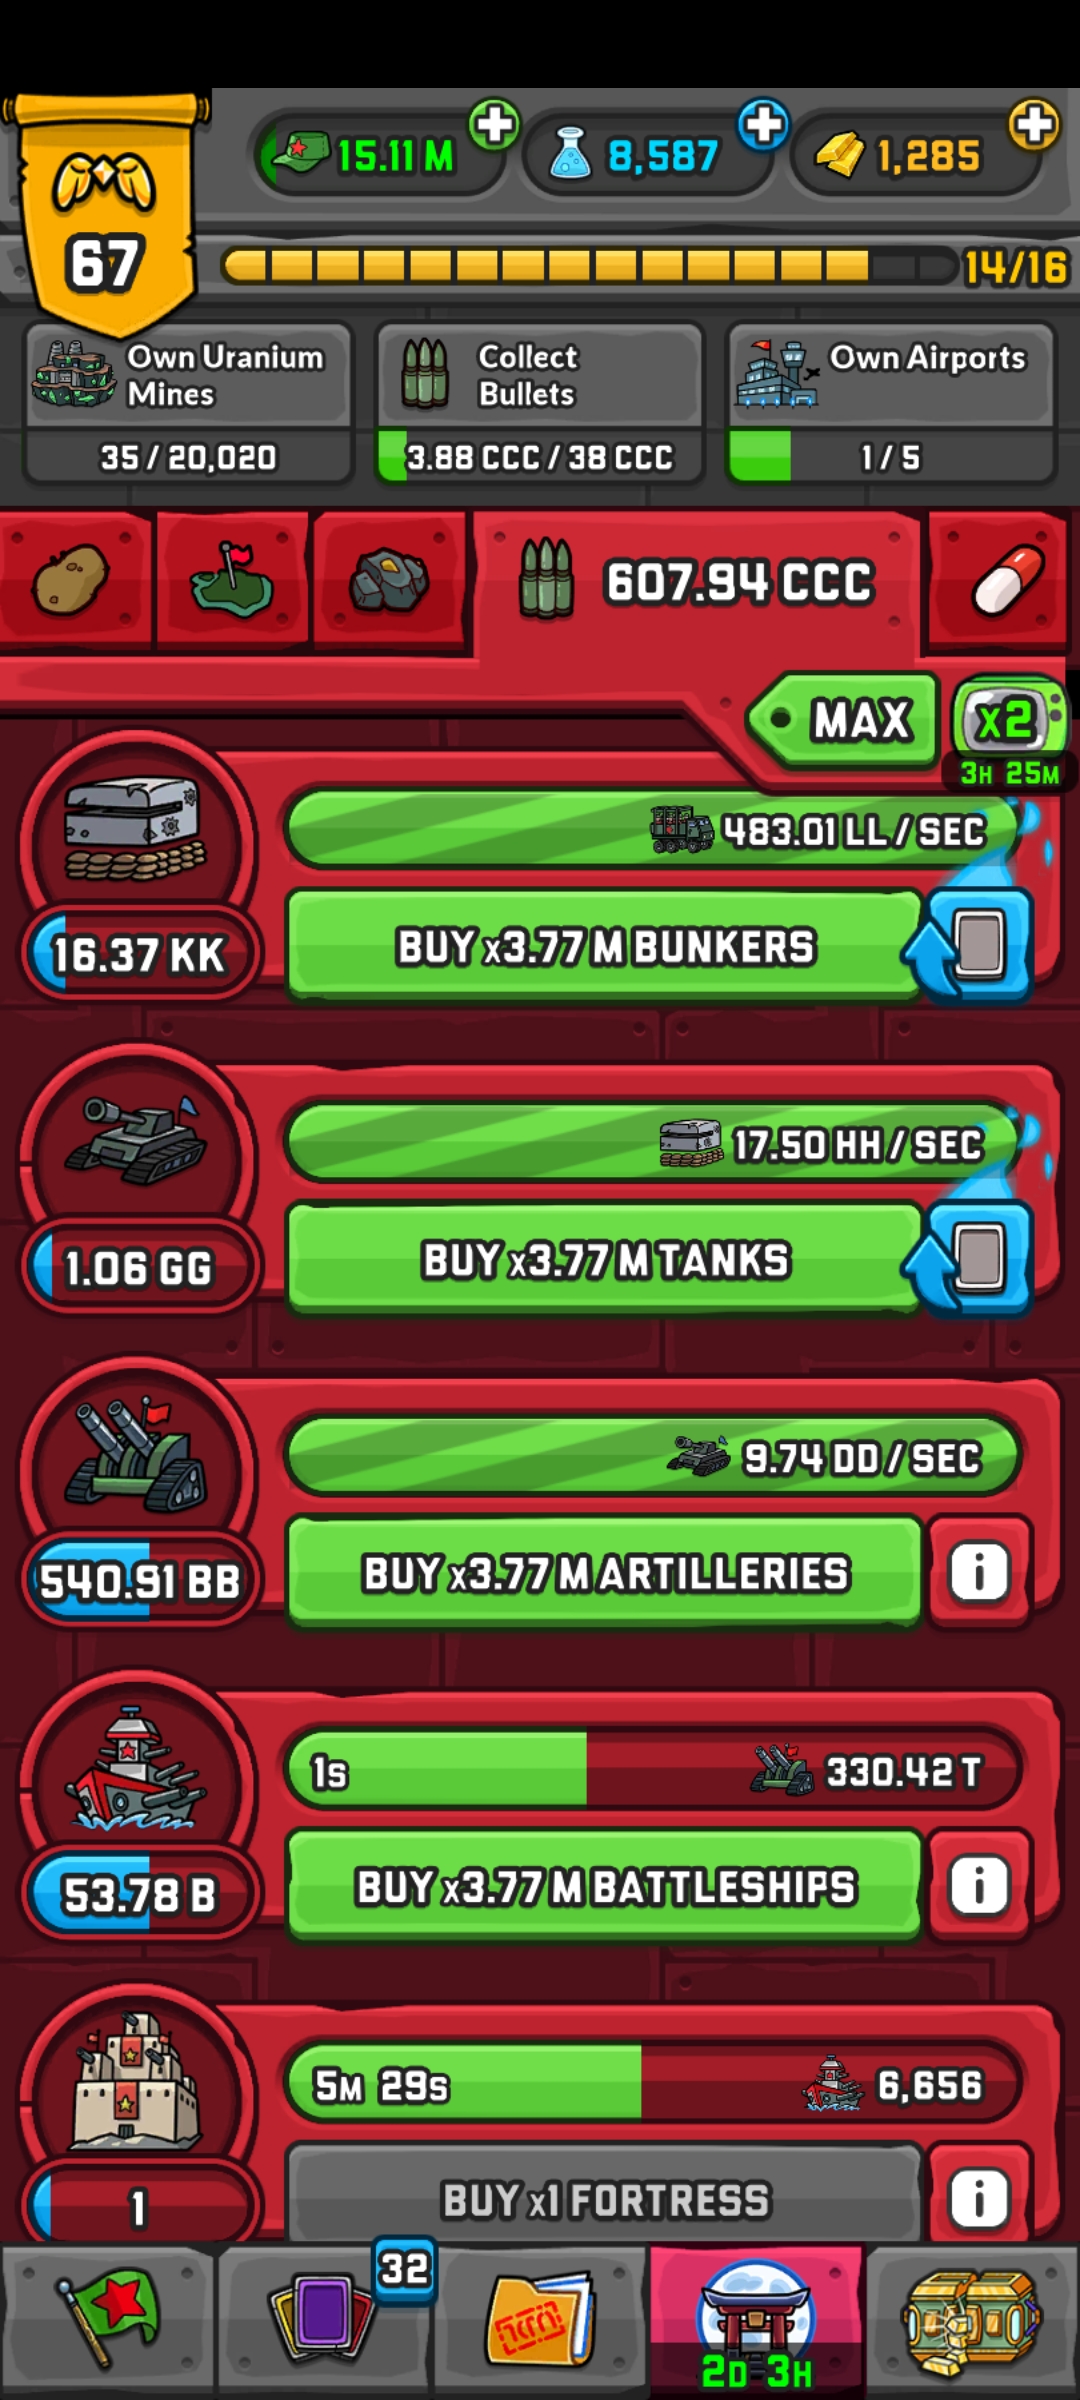 15.11 M
8,587
1,285
67
14/16
Own Uranium
Mines
35 / 20,020
Collect
Bullets
3.88 CCC / 38 CCC
Own Airports
1 / 5
607.94 CCC
MAX
x2
3H 25M
483.01 LL / SEC
16.37 KK
BUY x3.77 M BUNKERS
17.50 HH / SEC
1.06 GG
BUY x3.77 M TANKS
9.74 DD / SEC
540.91 BB
BUY x3.77 M ARTILLERIES
i
1s
330.42 T
53.78 B
BUY x3.77 M BATTLESHIPS
i
5M 29s
6,656
1
BUY x1 FORTRESS
i
32
2D 3H